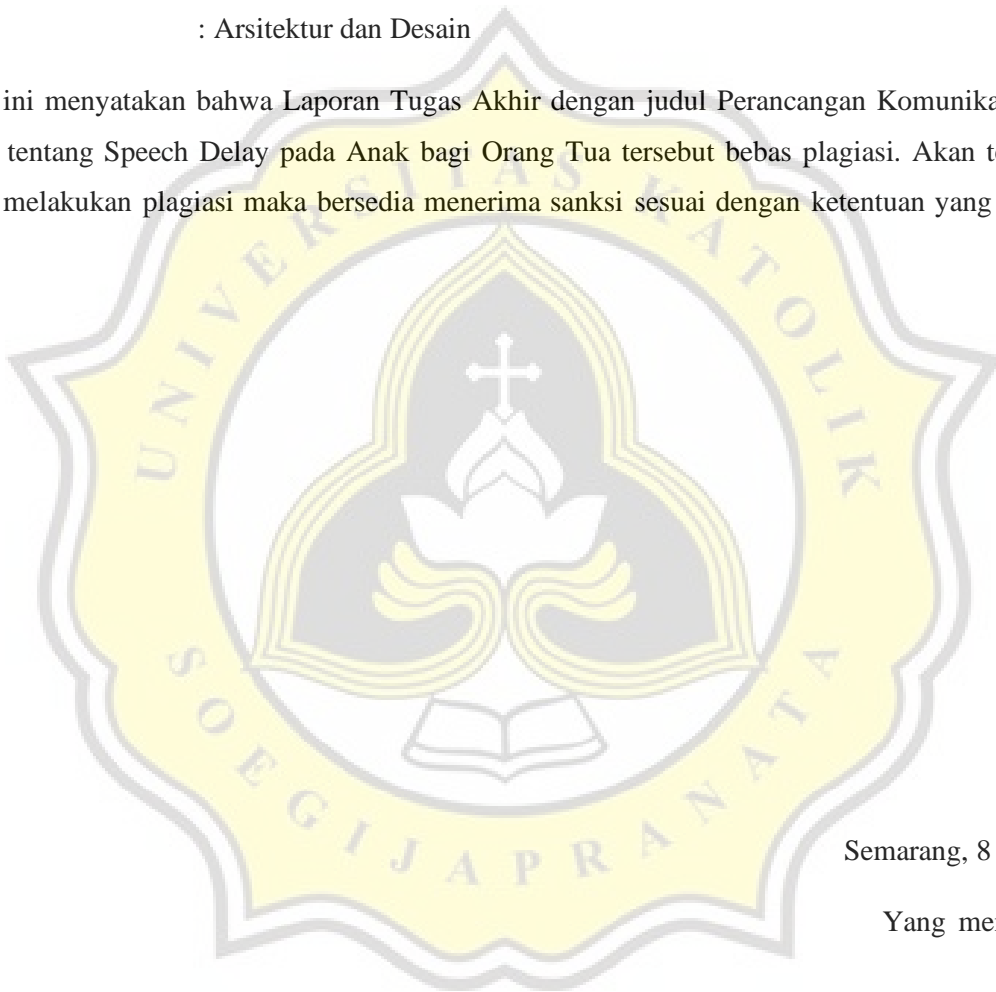 : Arsitektur dan Desain
ini menyatakan bahwa Laporan Tugas Akhir dengan judul Perancangan Komunika
tentang Speech Delay pada Anak bagi Orang Tua tersebut bebas plagiasi. Akan te
melakukan plagiasi maka bersedia menerima sanksi sesuai dengan ketentuan yang
UNIVERSITAS KATOLIK
SOEGIJAPRANATA
Semarang, 8
Yang me